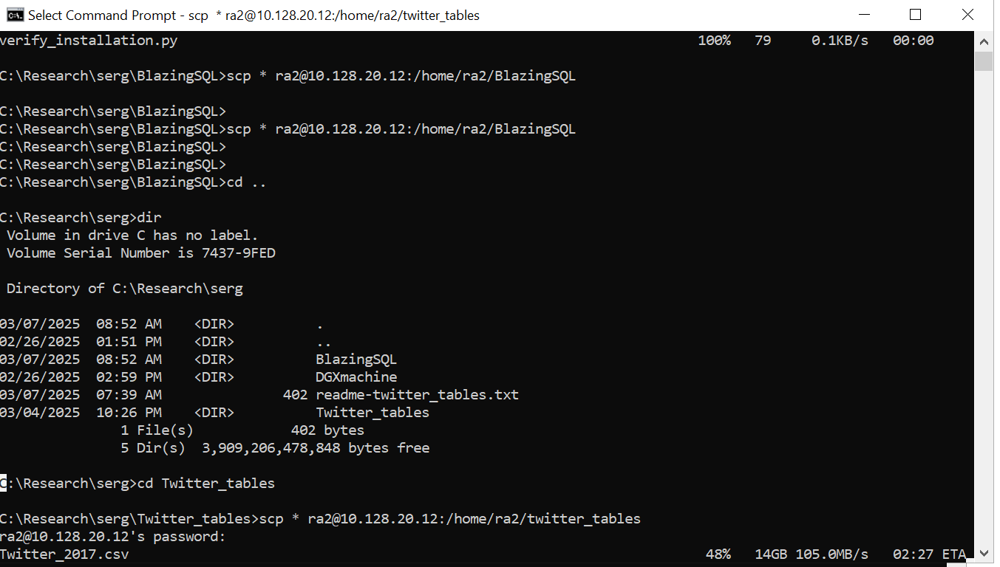 Select Command Prompt - scp  * ra2@10.128.20.12:/home/ra2/twitter_tables
verify_installation.py 100% 79 0.1KB/s 00:00
C:\Research\serg\BlazingSQL>scp * ra2@10.128.20.12:/home/ra2/BlazingSQL
C:\Research\serg\BlazingSQL>
C:\Research\serg\BlazingSQL>scp * ra2@10.128.20.12:/home/ra2/BlazingSQL
C:\Research\serg\BlazingSQL>
C:\Research\serg\BlazingSQL>
C:\Research\serg\BlazingSQL>cd ..
C:\Research\serg>dir
Volume in drive C has no label.
Volume Serial Number is 7437-9FED
Directory of C:\Research\serg
03/07/2025  08:52 AM    <DIR>          .
02/26/2025  01:51 PM    <DIR>          ..
03/07/2025  08:52 AM    <DIR>          BlazingSQL
02/26/2025  02:59 PM    <DIR>          DGXmachine
03/07/2025  07:39 AM               402 readme-twitter_tables.txt
03/04/2025  10:26 PM    <DIR>          Twitter_tables
1 File(s)            402 bytes
5 Dir(s)  3,909,206,478,848 bytes free
C:\Research\serg>cd Twitter_tables
C:\Research\serg\Twitter_tables>scp * ra2@10.128.20.12:/home/ra2/twitter_tables
ra2@10.128.20.12's password:
Twitter_2017.csv 48% 14GB 105.0MB/s 02:27 ETA